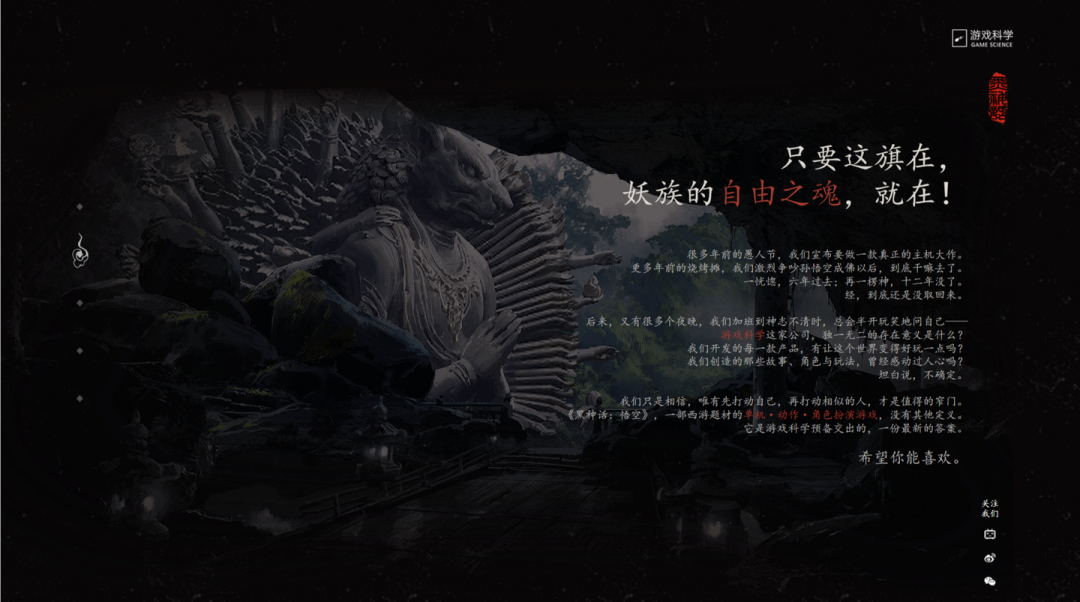 游戏科学
GAME SCIENCE
黑神话
只要这旗在，
妖族的自由之魂，就在！
很多年前的愚人节，我们宣布要做一款真正的主机大作。
更多年前的烧烤摊，我们激烈争吵孙悟空成佛以后，到底干嘛去了。
一恍惚，六年过去；再一楞神，十二年没了。
经，到底还是没取回来。
后来，又有很多个夜晚，我们加班到神志不清时，总会半开玩笑地问自己——
游戏科学这家公司，独一无二的存在意义是什么？
我们开发的每一款产品，有让这个世界变得好玩一点吗？
我们创造的那些故事、角色与玩法，曾经感动过人心吗？
坦白说，不确定。
我们只是相信，唯有先打动自己，再打动相似的人，才是值得的窄门。
《黑神话：悟空》，一部西游题材的单机·动作·角色扮演游戏，没有其他定义。
它是游戏科学预备交出的，一份最新的答案。
希望你能喜欢。
关注
我们